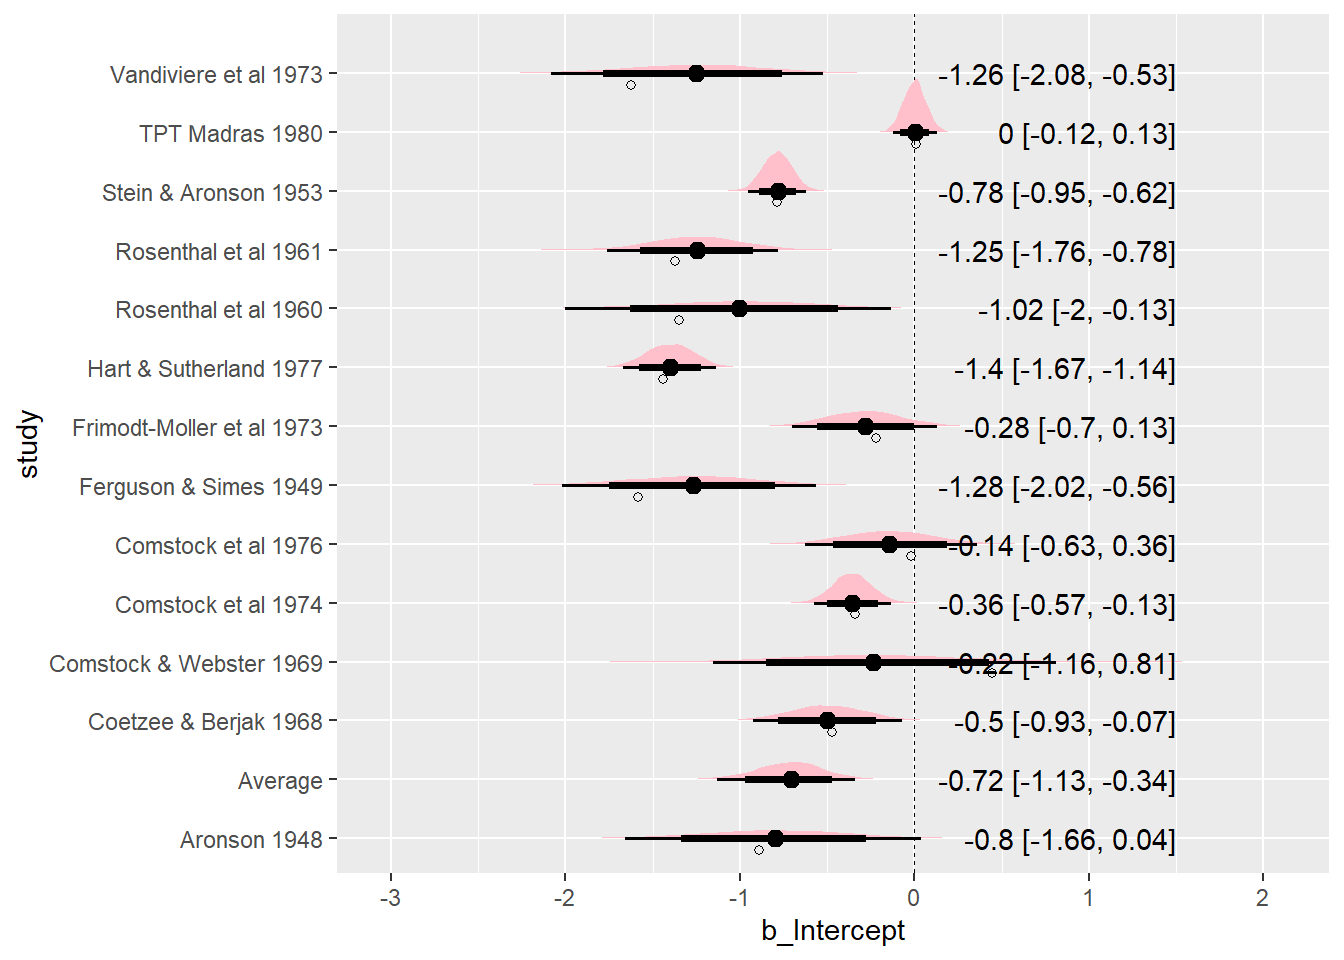 Vandiviere et al 1973 -1.26 [-2.08, -0.53]
TPT Madras 1980 0 [-0.12, 0.13]
Stein & Aronson 1953 -0.78 [-0.95, -0.62]
Rosenthal et al 1961 -1.25 [-1.76, -0.78]
Rosenthal et al 1960 -1.02 [-2, -0.13]
Hart & Sutherland 1977 -1.4 [-1.67, -1.14]
Frimodt-Moller et al 1973 -0.28 [-0.7, 0.13]
study
Ferguson & Simes 1949 -1.28 [-2.02, -0.56]
Comstock et al 1976 -0.14 [-0.63, 0.36]
Comstock et al 1974 -0.36 [-0.57, -0.13]
Comstock & Webster 1969 -0.22 [-1.16, 0.81]
Coetzee & Berjak 1968 -0.5 [-0.93, -0.07]
Average -0.72 [-1.13, -0.34]
Aronson 1948 -0.8 [-1.66, 0.04]
-3 -2 -1 0 1 2
b_Intercept